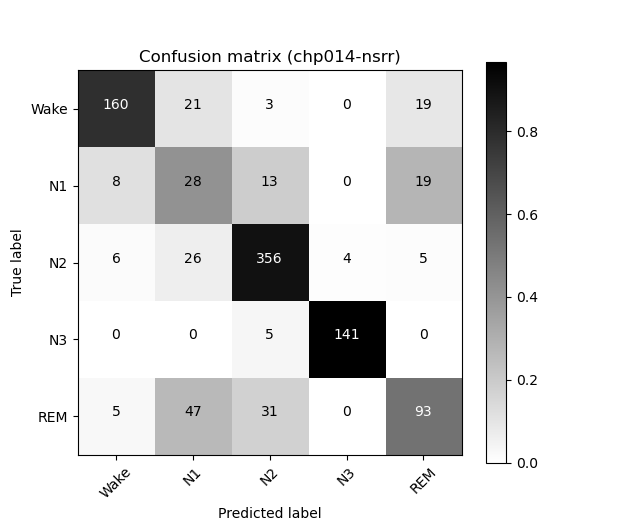 Confusion matrix (chp014-nsrr)
Wake 160 21 3 0 19
N1 8 28 13 0 19
N2 6 26 356 4 5
N3 0 0 5 141 0
REM 5 47 31 0 93
Wake N1 N2 N3 REM
Predicted label
True label
0.8
0.6
0.4
0.2
0.0